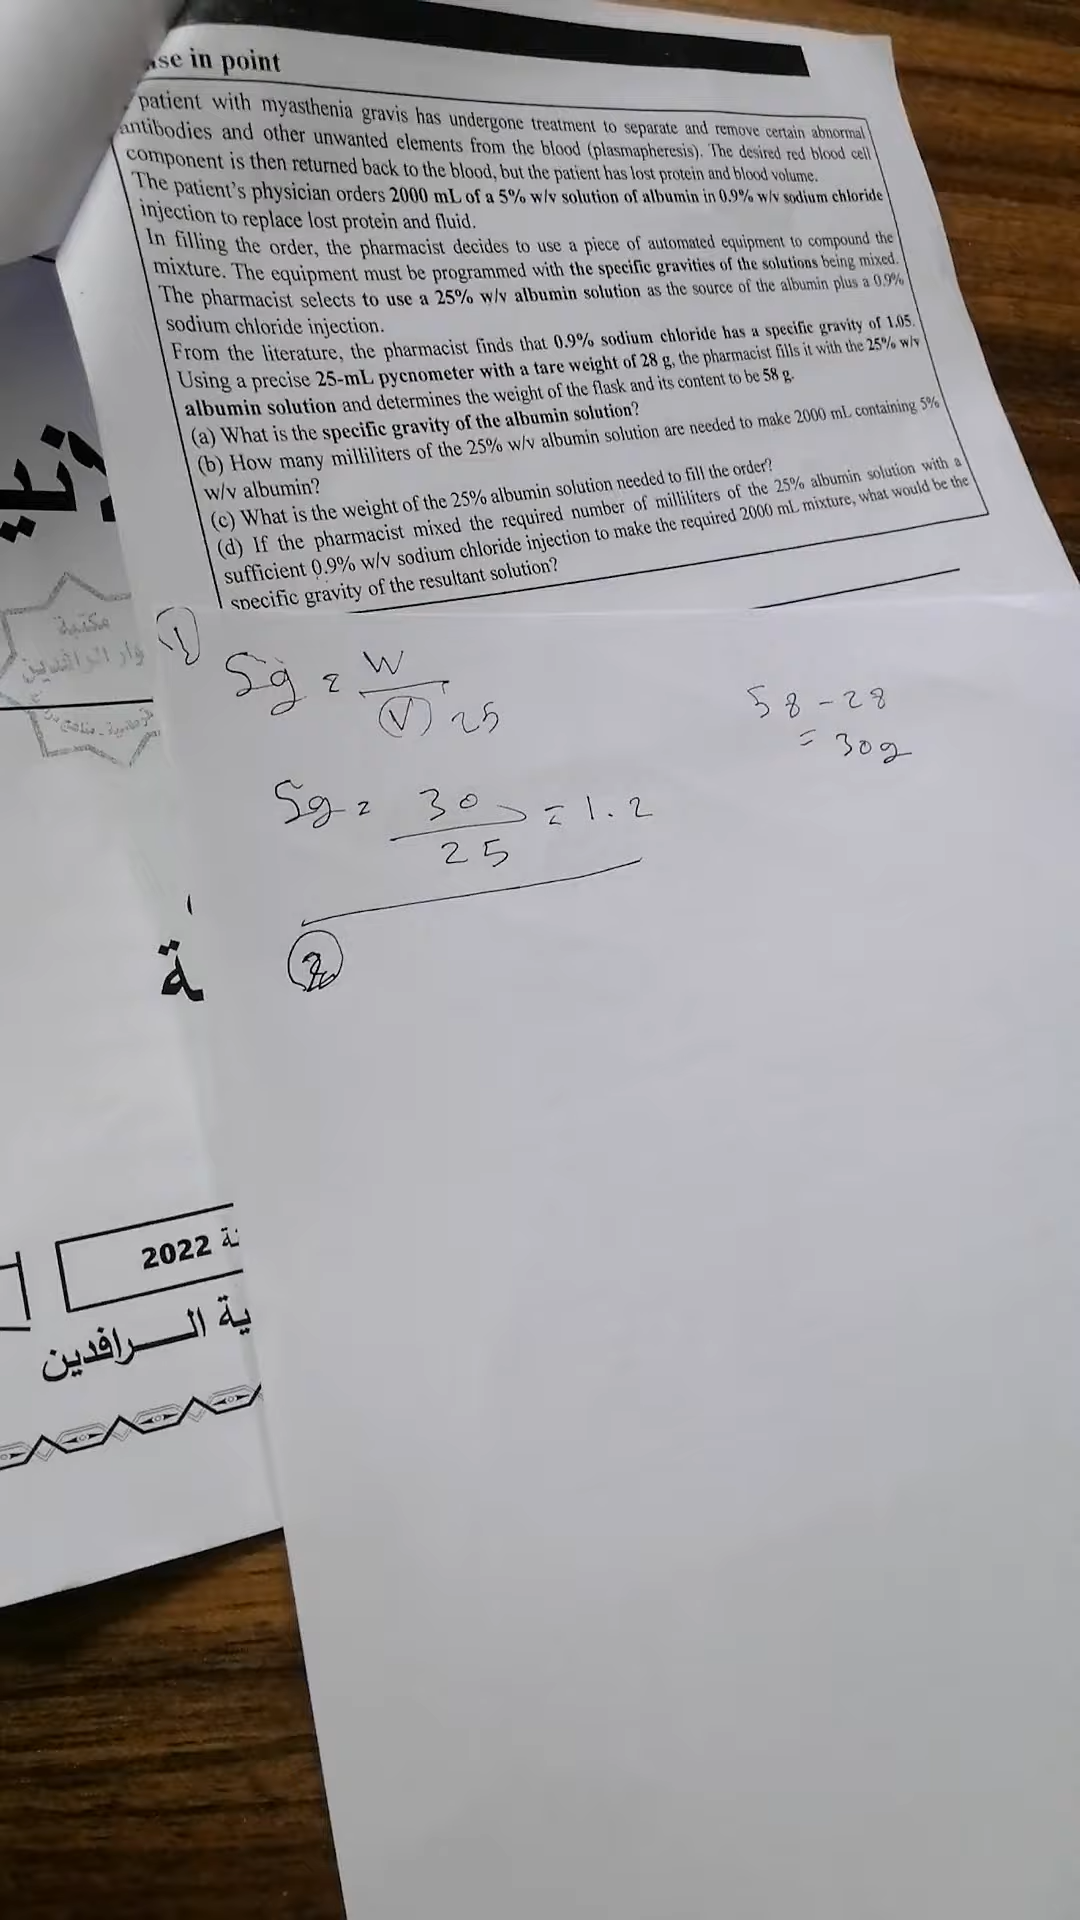 ase in point
patient with myasthenia gravis has undergone treatment to separate and remove certain abnormal
antibodies and other unwanted elements from the blood (plasmapheresis). The desired red blood cell
component is then returned back to the blood, but the patient has lost protein and blood volume.
The patient's physician orders 2000 mL of a 5% w/v solution of albumin in 0.9% w/v sodium chloride
injection to replace lost protein and fluid.
In filling the order, the pharmacist decides to use a piece of automated equipment to compound the
mixture. The equipment must be programmed with the specific gravities of the solutions being mixed.
The pharmacist selects to use a 25% w/v albumin solution as the source of the albumin plus a 0.9%
sodium chloride injection.
From the literature, the pharmacist finds that 0.9% sodium chloride has a specific gravity of 1.05.
Using a precise 25-mL pycnometer with a tare weight of 28 g, the pharmacist fills it with the 25% w/v
albumin solution and determines the weight of the flask and its content to be 58 g.
(a) What is the specific gravity of the albumin solution?
(b) How many milliliters of the 25% w/v albumin solution are needed to make 2000 mL containing 5%
w/v albumin?
(c) What is the weight of the 25% albumin solution needed to fill the order?
(d) If the pharmacist mixed the required number of milliliters of the 25% albumin solution with a
sufficient 0.9% w/v sodium chloride injection to make the required 2000 mL mixture, what would be the
specific gravity of the resultant solution?
1
Sg = W / V 25
58 - 28
= 30g
Sg = 30 / 25 = 1.2
2
مكتبة
وار الرافدين
ة
نة 2022
ية الــرافدين